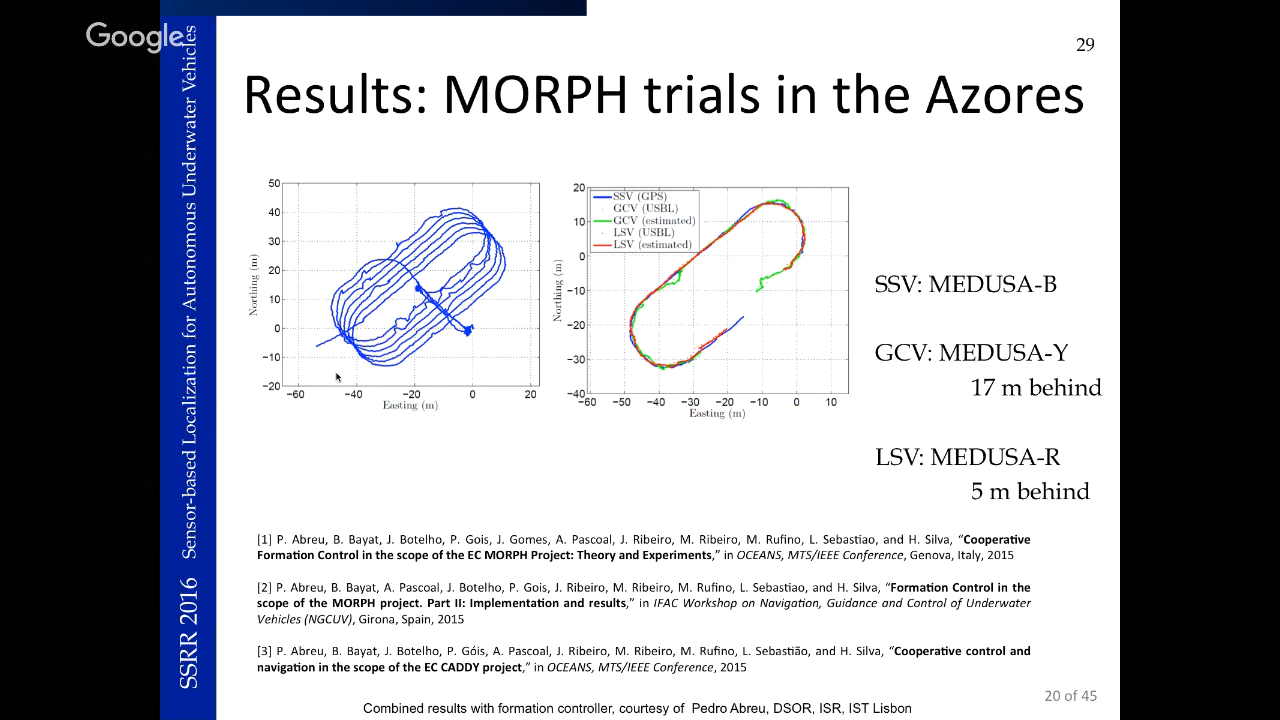 Google
29
SSRR 2016 Sensor-based Localization for Autonomous Underwater Vehicles
Results: MORPH trials in the Azores
50
40
30
20
10
0
−10
−20
−60
−40
−20
0
20
Northing (m)
Easting (m)
20
10
0
−10
−20
−30
−40
−60
−50
−40
−30
−20
−10
0
10
Northing (m)
Easting (m)
SSV (GPS)
GCV (USBL)
GCV (estimated)
LSV (USBL)
LSV (estimated)
SSV: MEDUSA-B
GCV: MEDUSA-Y
17 m behind
LSV: MEDUSA-R
5 m behind
[1] P. Abreu, B. Bayat, J. Botelho, P. Gois, J. Gomes, A. Pascoal, J. Ribeiro, M. Ribeiro, M. Rufino, L. Sebastiao, and H. Silva, “Cooperative
Formation Control in the scope of the EC MORPH Project: Theory and Experiments,” in OCEANS, MTS/IEEE Conference, Genova, Italy, 2015
[2] P. Abreu, B. Bayat, A. Pascoal, J. Botelho, P. Gois, J. Ribeiro, M. Ribeiro, M. Rufino, L. Sebastiao, and H. Silva, “Formation Control in the
scope of the MORPH project. Part II: Implementation and results,” in IFAC Workshop on Navigation, Guidance and Control of Underwater
Vehicles (NGCUV), Girona, Spain, 2015
[3] P. Abreu, B. Bayat, J. Botelho, P. Góis, A. Pascoal, J. Ribeiro, M. Ribeiro, M. Rufino, L. Sebastião, and H. Silva, “Cooperative control and
navigation in the scope of the EC CADDY project,” in OCEANS, MTS/IEEE Conference, 2015
20 of 45
Combined results with formation controller, courtesy of Pedro Abreu, DSOR, ISR, IST Lisbon